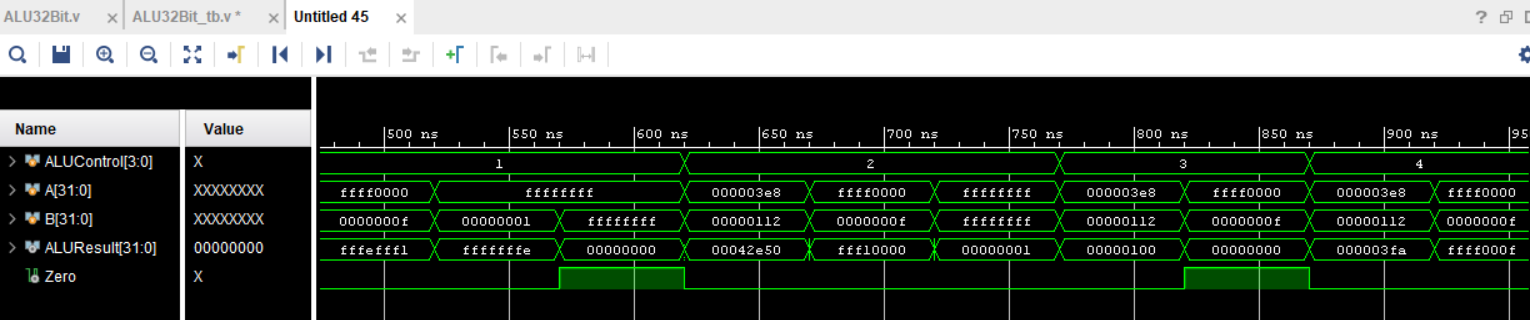 ALU32Bit.v × ALU32Bit_tb.v * × Untitled 45 ×
?
Name Value
500 ns 550 ns 600 ns 650 ns 700 ns 750 ns 800 ns 850 ns 900 ns 95
ALUControl[3:0] X 1 2 3 4
A[31:0] XXXXXXXX ffff0000 ffffffff 000003e8 ffff0000 ffffffff 000003e8 ffff0000 000003e8 ffff0000
B[31:0] XXXXXXXX 0000000f 00000001 ffffffff 00000112 0000000f ffffffff 00000112 0000000f 00000112 0000000f
ALUResult[31:0] 00000000 fffefff1 fffffffe 00000000 00042e50 fff10000 00000001 00000100 00000000 000003fa ffff000f
Zero X